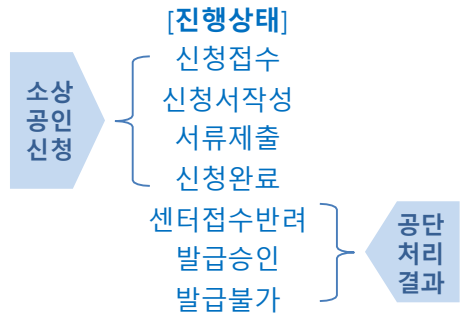 [진행상태]
신청접수
신청서작성
서류제출
신청완료
센터접수반려
발급승인
발급불가
소상
공인
신청
공단
처리
결과